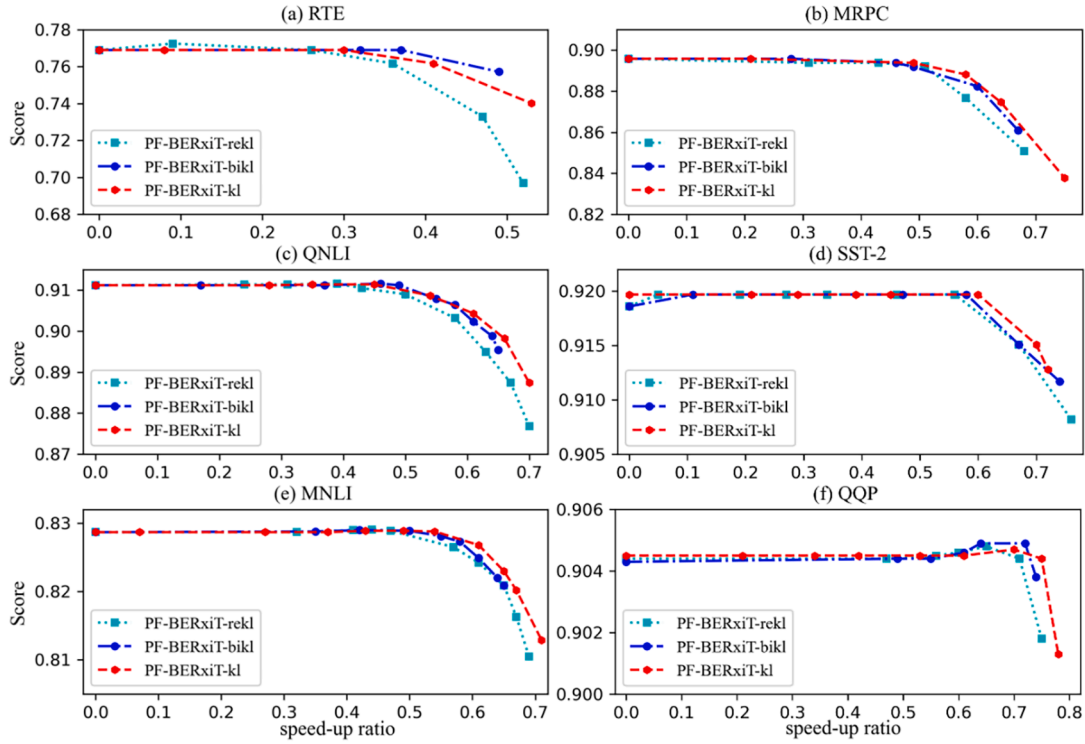 (a) RTE
0.78
0.76
0.74
0.72
0.70
0.68
Score
PF-BERxiT-rekl
PF-BERxiT-bikl
PF-BERxiT-kl
0.0 0.1 0.2 0.3 0.4 0.5
(b) MRPC
0.90
0.88
0.86
0.84
0.82
PF-BERxiT-rekl
PF-BERxiT-bikl
PF-BERxiT-kl
0.0 0.1 0.2 0.3 0.4 0.5 0.6 0.7
(c) QNLI
0.91
0.90
0.89
0.88
0.87
Score
PF-BERxiT-rekl
PF-BERxiT-bikl
PF-BERxiT-kl
0.0 0.1 0.2 0.3 0.4 0.5 0.6 0.7
(d) SST-2
0.920
0.915
0.910
0.905
PF-BERxiT-rekl
PF-BERxiT-bikl
PF-BERxiT-kl
0.0 0.1 0.2 0.3 0.4 0.5 0.6 0.7
(e) MNLI
0.83
0.82
0.81
Score
PF-BERxiT-rekl
PF-BERxiT-bikl
PF-BERxiT-kl
0.0 0.1 0.2 0.3 0.4 0.5 0.6 0.7
speed-up ratio
(f) QQP
0.906
0.904
0.902
0.900
PF-BERxiT-rekl
PF-BERxiT-bikl
PF-BERxiT-kl
0.0 0.1 0.2 0.3 0.4 0.5 0.6 0.7 0.8
speed-up ratio